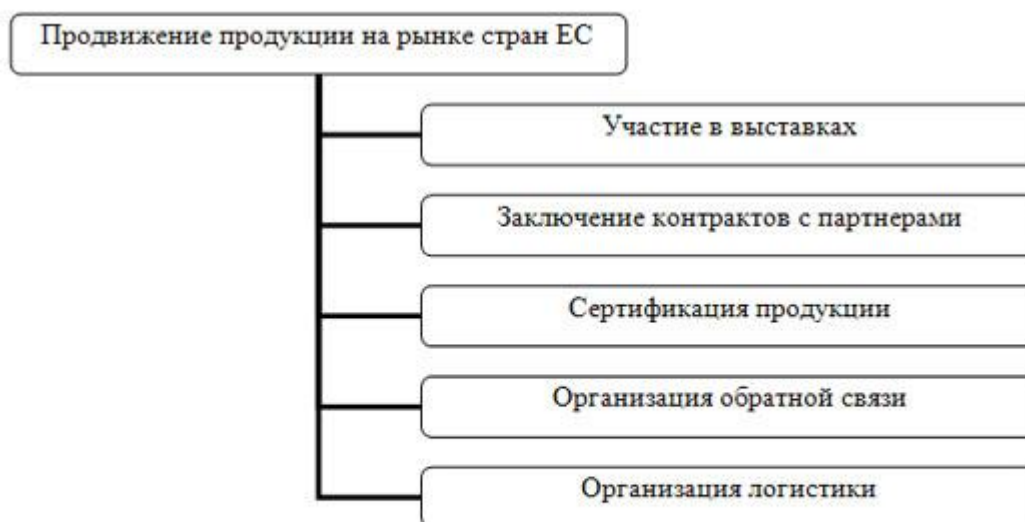 Продвижение продукции на рынке стран ЕС
Участие в выставках
Заключение контрактов с партнерами
Сертификация продукции
Организация обратной связи
Организация логистики